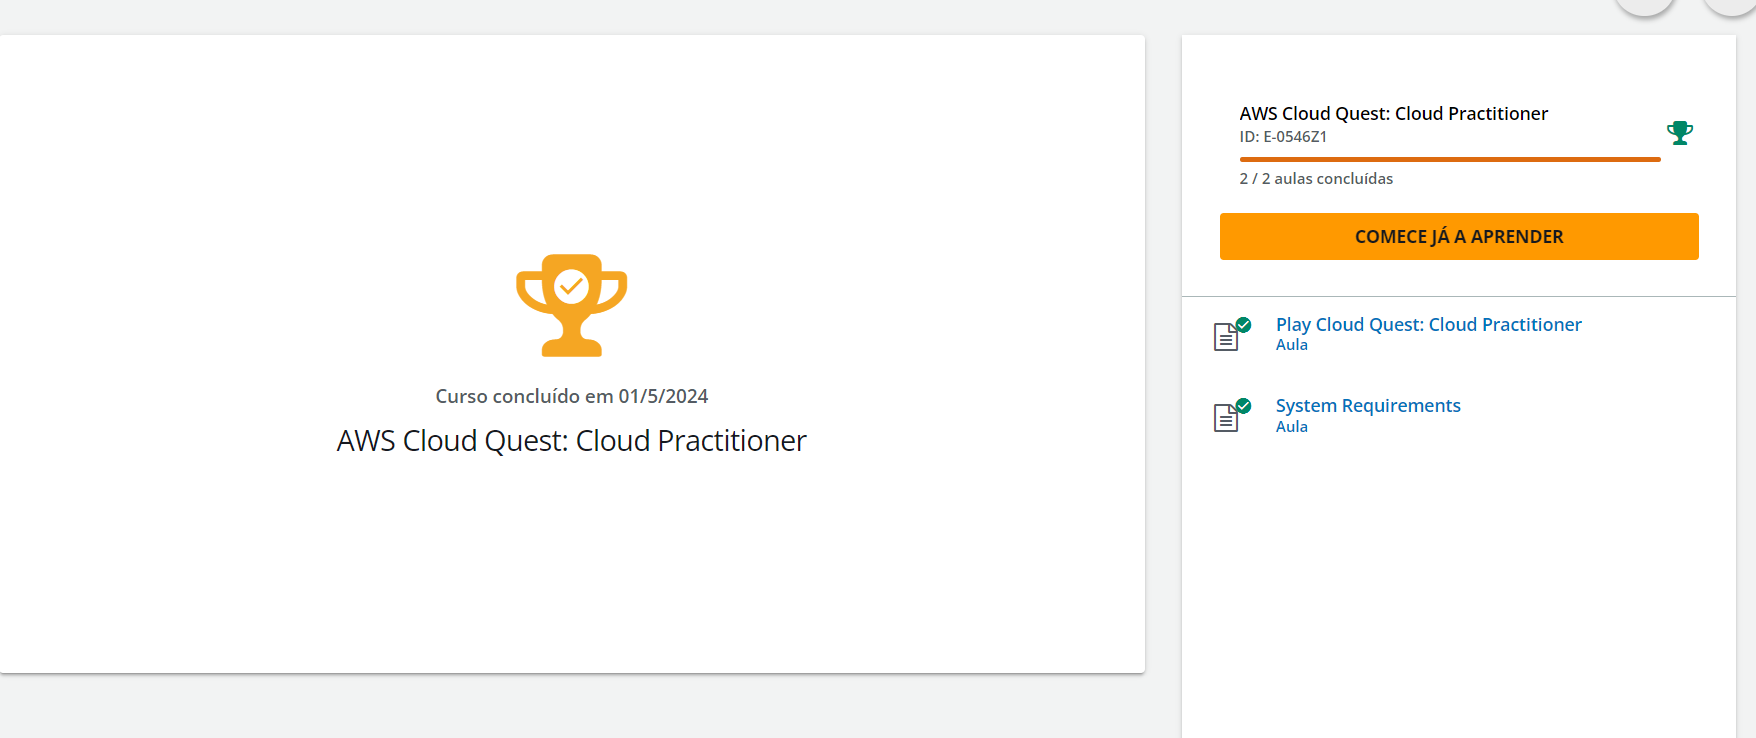 Curso concluído em 01/5/2024
AWS Cloud Quest: Cloud Practitioner
AWS Cloud Quest: Cloud Practitioner
ID: E-0546Z1
2 / 2 aulas concluídas
COMECE JÁ A APRENDER
Play Cloud Quest: Cloud Practitioner
Aula
System Requirements
Aula